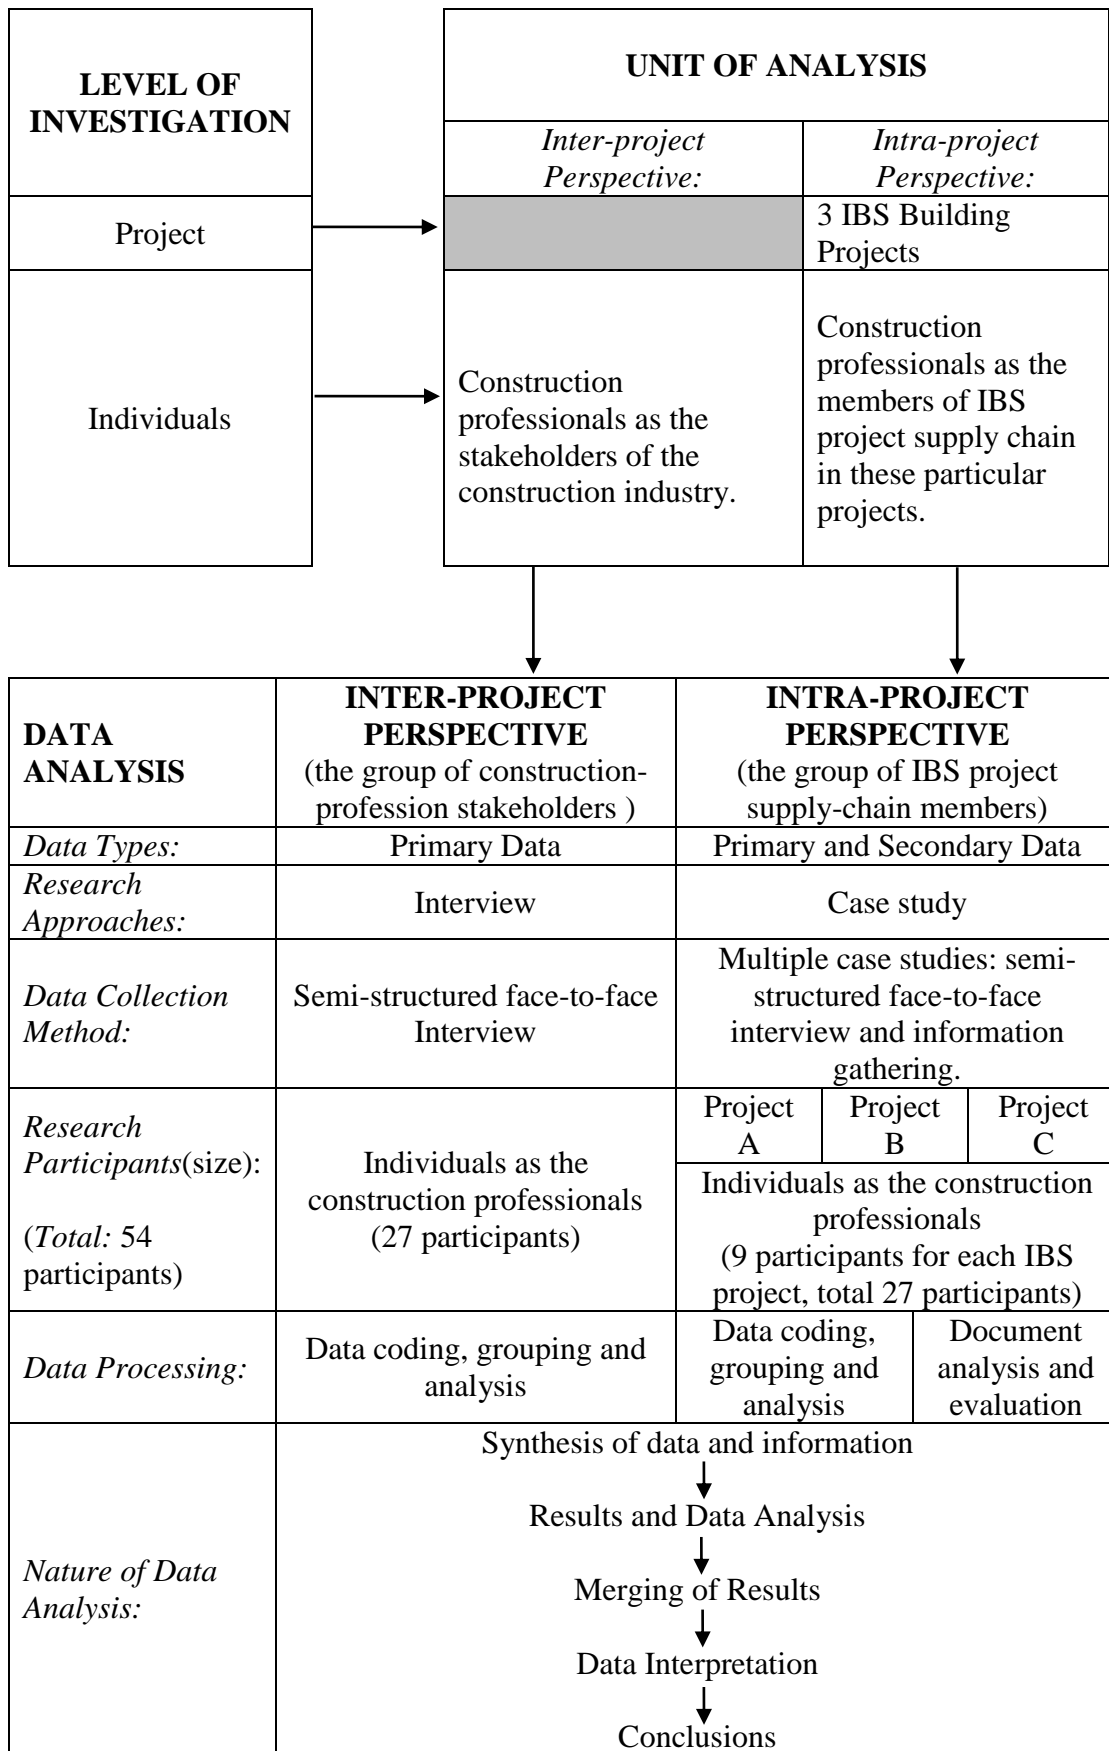 LEVEL OF
INVESTIGATION
UNIT OF ANALYSIS
Inter-project
Perspective:
Intra-project
Perspective:
Project
3 IBS Building
Projects
Individuals
Construction
professionals as the
stakeholders of the
construction industry.
Construction
professionals as the
members of IBS
project supply chain
in these particular
projects.
DATA
ANALYSIS
INTER-PROJECT
PERSPECTIVE
(the group of construction-
profession stakeholders )
INTRA-PROJECT
PERSPECTIVE
(the group of IBS project
supply-chain members)
Data Types:
Primary Data
Primary and Secondary Data
Research
Approaches:
Interview
Case study
Data Collection
Method:
Semi-structured face-to-face
Interview
Multiple case studies: semi-
structured face-to-face
interview and information
gathering.
Research
Participants(size):
(Total: 54
participants)
Individuals as the
construction professionals
(27 participants)
Project
A
Project
B
Project
C
Individuals as the construction
professionals
(9 participants for each IBS
project, total 27 participants)
Data Processing:
Data coding, grouping and
analysis
Data coding,
grouping and
analysis
Document
analysis and
evaluation
Nature of Data
Analysis:
Synthesis of data and information
Results and Data Analysis
Merging of Results
Data Interpretation
Conclusions